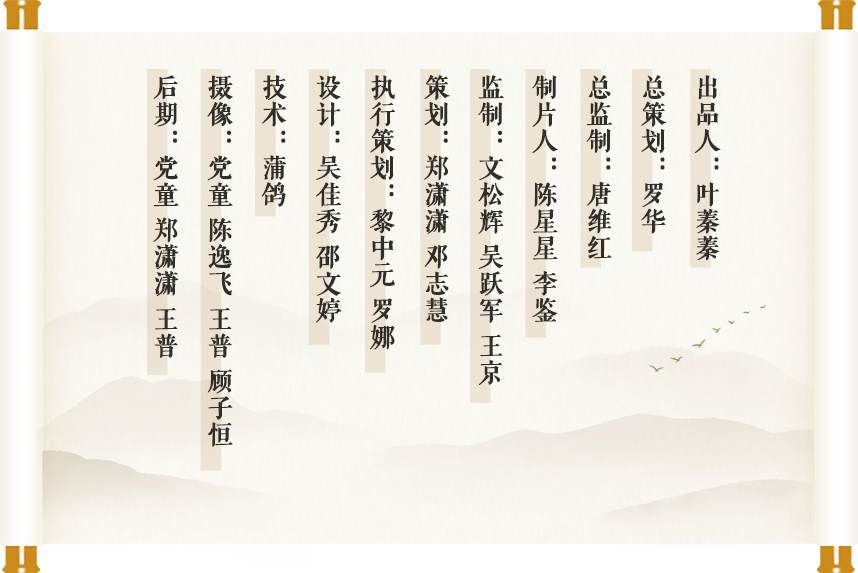 出品人：叶蓁蓁
总策划：罗华
总监制：唐维红
制片人：陈星星 李鉴
监制：文松辉 吴跃军 王京
策划：郑潇潇 邓志慧
执行策划：黎中元 罗娜
设计：吴佳秀 邵文婷
技术：蒲鸽
摄像：党童 陈逸飞 王普 顾子恒
后期：党童 郑潇潇 王普